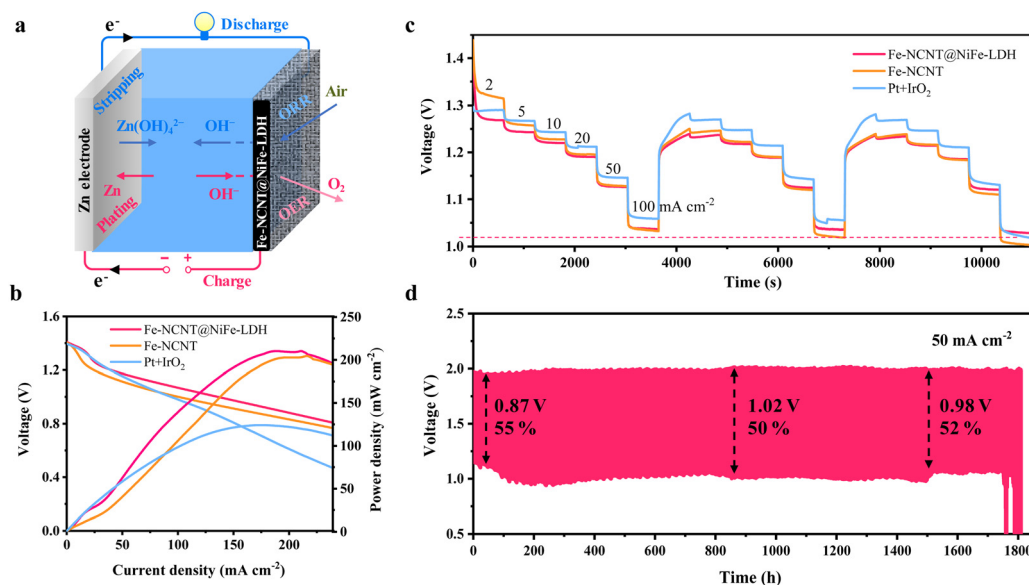 a
e⁻
Discharge
Stripping
Zn(OH)₄²⁻
OH⁻
ORR
Air
Zn electrode
Fe-NCNT@NiFe-LDH
Zn
Plating
OH⁻
OER
O₂
e⁻
− +
Charge
b
Voltage (V)
1.6
1.2
0.8
0.4
0.0
Fe-NCNT@NiFe-LDH
Fe-NCNT
Pt+IrO₂
250
200
150
100
50
0
Power density (mW cm⁻²)
0 50 100 150 200
Current density (mA cm⁻²)
c
Voltage (V)
1.4
1.3
1.2
1.1
1.0
Fe-NCNT@NiFe-LDH
Fe-NCNT
Pt+IrO₂
2
5
10
20
50
100 mA cm⁻²
0 2000 4000 6000 8000 10000
Time (s)
d
Voltage (V)
2.5
2.0
1.5
1.0
0.5
50 mA cm⁻²
0.87 V
55 %
1.02 V
50 %
0.98 V
52 %
0 200 400 600 800 1000 1200 1400 1600 1800
Time (h)